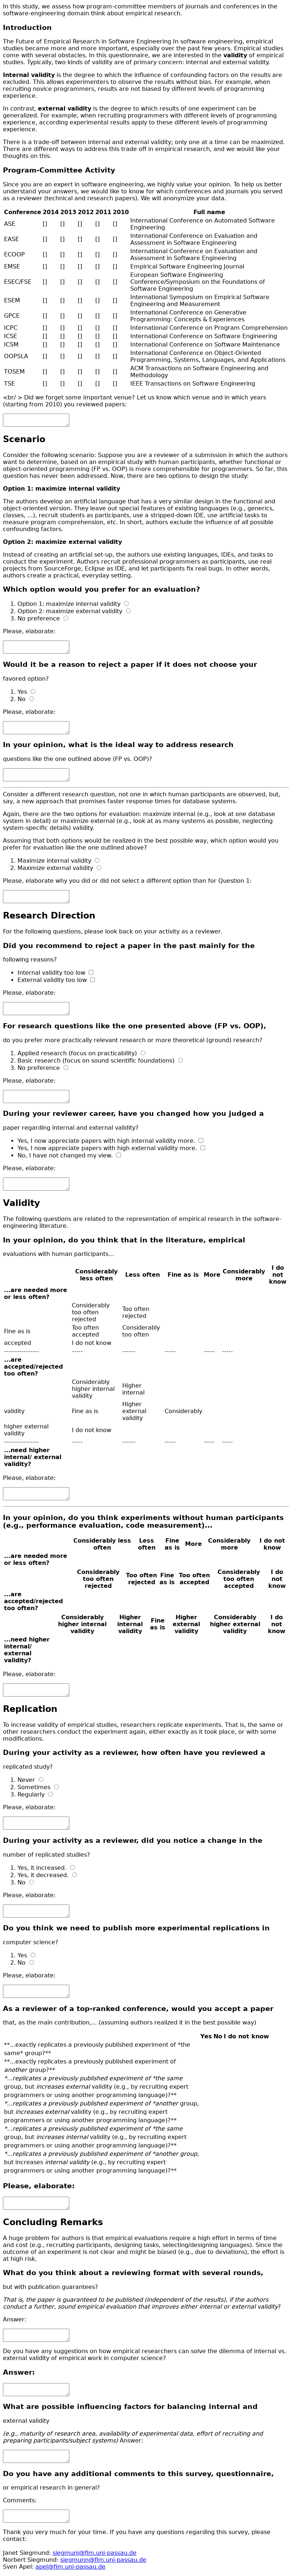 In this study, we assess how program-committee members of journals and conferences in the
software-engineering domain think about empirical research.
Introduction
The Future of Empirical Research in Software Engineering In software engineering, empirical
studies became more and more important, especially over the past few years. Empirical studies
come with several obstacles. In this questionnaire, we are interested in the validity of empirical
studies. Typically, two kinds of validity are of primary concern: internal and external validity.
Internal validity is the degree to which the influence of confounding factors on the results are
excluded. This allows experimenters to observe the results without bias. For example, when
recruiting only novice programmers, results are not biased by different levels of programming
experience.
In contrast, external validity is the degree to which results of one experiment can be
generalized. For example, when recruiting programmers with different levels of programming
experience, according experimental results apply to these different levels of programming
experience.
There is a trade-off between internal and external validity; only one at a time can be maximized.
There are different ways to address this trade off in empirical research, and we would like your
thoughts on this.
Program-Committee Activity
Since you are an expert in software engineering, we highly value your opinion. To help us better
understand your answers, we would like to know for which conferences and journals you served
as a reviewer (technical and research papers). We will anonymize your data.
Conference 2014 2013 2012 2011 2010 Full name
ASE [] [] [] [] [] International Conference on Automated Software
Engineering
EASE [] [] [] [] [] International Conference on Evaluation and
Assessment in Software Engineering
ECOOP [] [] [] [] [] International Conference on Evaluation and
Assessment in Software Engineering
EMSE [] [] [] [] [] Empirical Software Engineering Journal
ESEC/FSE [] [] [] [] [] European Software Engineering
Conference/Symposium on the Foundations of
Software Engineering
ESEM [] [] [] [] [] International Symposium on Empirical Software
Engineering and Measurement
GPCE [] [] [] [] [] International Conference on Generative
Programming: Concepts & Experiences
ICPC [] [] [] [] [] International Conference on Program Comprehension
ICSE [] [] [] [] [] International Conference on Software Engineering
ICSM [] [] [] [] [] International Conference on Software Maintenance
OOPSLA [] [] [] [] [] International Conference on Object-Oriented
Programming, Systems, Languages, and Applications
TOSEM [] [] [] [] [] ACM Transactions on Software Engineering and
Methodology
TSE [] [] [] [] [] IEEE Transactions on Software Engineering
<br/ > Did we forget some important venue? Let us know which venue and in which years
(starting from 2010) you reviewed papers:
Scenario
Consider the following scenario: Suppose you are a reviewer of a submission in which the authors
want to determine, based on an empirical study with human participants, whether functional or
object-oriented programming (FP vs. OOP) is more comprehensible for programmers. So far, this
question has never been addressed. Now, there are two options to design the study:
Option 1: maximize internal validity
The authors develop an artificial language that has a very similar design in the functional and
object-oriented version. They leave out special features of existing languages (e.g., generics,
classes, ...), recruit students as participants, use a stripped-down IDE, use artificial tasks to
measure program comprehension, etc. In short, authors exclude the influence of all possible
confounding factors.
Option 2: maximize external validity
Instead of creating an artificial set-up, the authors use existing languages, IDEs, and tasks to
conduct the experiment. Authors recruit professional programmers as participants, use real
projects from SourceForge, Eclipse as IDE, and let participants fix real bugs. In other words,
authors create a practical, everyday setting.
Which option would you prefer for an evaluation?
1. Option 1: maximize internal validity
2. Option 2: maximize external validity
3. No preference
Please, elaborate:
Would it be a reason to reject a paper if it does not choose your
favored option?
1. Yes
2. No
Please, elaborate:
In your opinion, what is the ideal way to address research
questions like the one outlined above (FP vs. OOP)?
Consider a different research question, not one in which human participants are observed, but,
say, a new approach that promises faster response times for database systems.
Again, there are the two options for evaluation: maximize internal (e.g., look at one database
system in detail) or maximize external (e.g., look at as many systems as possible, neglecting
system-specific details) validity.
Assuming that both options would be realized in the best possible way, which option would you
prefer for evaluation like the one outlined above?
1. Maximize internal validity
2. Maximize external validity
Please, elaborate why you did or did not select a different option than for Question 1:
Research Direction
For the following questions, please look back on your activity as a reviewer.
Did you recommend to reject a paper in the past mainly for the
following reasons?
• Internal validity too low
• External validity too low
Please, elaborate:
For research questions like the one presented above (FP vs. OOP),
do you prefer more practically relevant research or more theoretical (ground) research?
1. Applied research (focus on practicability)
2. Basic research (focus on sound scientific foundations)
3. No preference
Please, elaborate:
During your reviewer career, have you changed how you judged a
paper regarding internal and external validity?
• Yes, I now appreciate papers with high internal validity more.
• Yes, I now appreciate papers with high external validity more.
• No, I have not changed my view.
Please, elaborate:
Validity
The following questions are related to the representation of empirical research in the software-
engineering literature.
In your opinion, do you think that in the literature, empirical
evaluations with human participants...
Considerably less often Less often Fine as is More Considerably more I do not know
...are needed more or less often?
Considerably too often rejected Too often rejected
Fine as is Too often accepted Considerably too often
accepted I do not know
---------------- ----- ------ ----- ----- -----
...are accepted/rejected too often?
Considerably higher internal validity Higher internal
validity Fine as is Higher external validity Considerably
higher external validity I do not know
---------------- ----- ------ ----- ----- -----
...need higher internal/ external validity?
Please, elaborate:
In your opinion, do you think experiments without human participants
(e.g., performance evaluation, code measurement)...
Considerably less often Less often Fine as is More Considerably more I do not know
...are needed more or less often?
Considerably too often rejected Too often rejected Fine as is Too often accepted Considerably too often accepted I do not know
...are accepted/rejected too often?
Considerably higher internal validity Higher internal validity Fine as is Higher external validity Considerably higher external validity I do not know
...need higher internal/ external validity?
Please, elaborate:
Replication
To increase validity of empirical studies, researchers replicate experiments. That is, the same or
other researchers conduct the experiment again, either exactly as it took place, or with some
modifications.
During your activity as a reviewer, how often have you reviewed a
replicated study?
1. Never
2. Sometimes
3. Regularly
Please, elaborate:
During your activity as a reviewer, did you notice a change in the
number of replicated studies?
1. Yes, it increased.
2. Yes, it decreased.
3. No
Please, elaborate:
Do you think we need to publish more experimental replications in
computer science?
1. Yes
2. No
Please, elaborate:
As a reviewer of a top-ranked conference, would you accept a paper
that, as the main contribution,... (assuming authors realized it in the best possible way)
Yes No I do not know
**...exactly replicates a previously published experiment of *the
same* group?**
**...exactly replicates a previously published experiment of
another group?**
*...replicates a previously published experiment of *the same
group, but increases external validity (e.g., by recruiting expert
programmers or using another programming language)?**
*...replicates a previously published experiment of *another group,
but increases external validity (e.g., by recruiting expert
programmers or using another programming language)?**
*...replicates a previously published experiment of *the same
group, but increases internal validity (e.g., by recruiting expert
programmers or using another programming language)?**
*...replicates a previously published experiment of *another group,
but increases internal validity (e.g., by recruiting expert
programmers or using another programming language)?**
Please, elaborate:
Concluding Remarks
A huge problem for authors is that empirical evaluations require a high effort in terms of time
and cost (e.g., recruiting participants, designing tasks, selecting/designing languages). Since the
outcome of an experiment is not clear and might be biased (e.g., due to deviations), the effort is
at high risk.
What do you think about a reviewing format with several rounds,
but with publication guarantees?
That is, the paper is guaranteed to be published (independent of the results), if the authors
conduct a further, sound empirical evaluation that improves either internal or external validity?
Answer:
Do you have any suggestions on how empirical researchers can solve the dilemma of internal vs.
external validity of empirical work in computer science?
Answer:
What are possible influencing factors for balancing internal and
external validity
(e.g., maturity of research area, availability of experimental data, effort of recruiting and
preparing participants/subject systems) Answer:
Do you have any additional comments to this survey, questionnaire,
or empirical research in general?
Comments:
Thank you very much for your time. If you have any questions regarding this survey, please
contact:
Janet Siegmund: siegmunj@fim.uni-passau.de
Norbert Siegmund: siegmunn@fim.uni-passau.de
Sven Apel: apel@fim.uni-passau.de